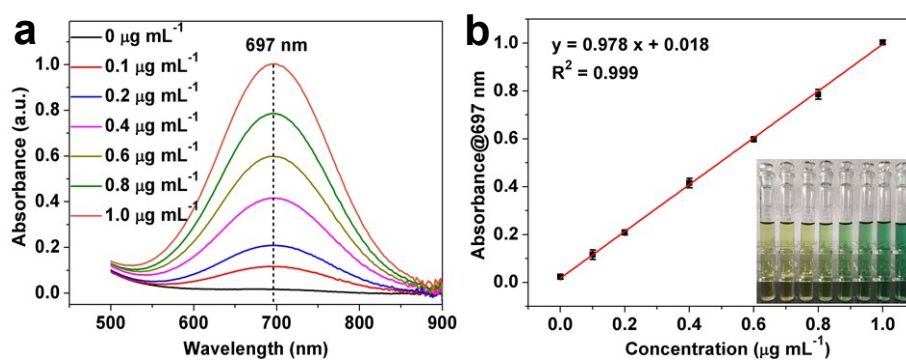 a
0 μg mL-1
0.1 μg mL-1
0.2 μg mL-1
0.4 μg mL-1
0.6 μg mL-1
0.8 μg mL-1
1.0 μg mL-1
697 nm
1.0
0.8
0.6
0.4
0.2
0.0
Absorbance (a.u.)
500 600 700 800 900
Wavelength (nm)
b
y = 0.978 x + 0.018
R2 = 0.999
1.0
0.8
0.6
0.4
0.2
0.0
Absorbance@697 nm
0.0 0.2 0.4 0.6 0.8 1.0
Concentration (μg mL-1)